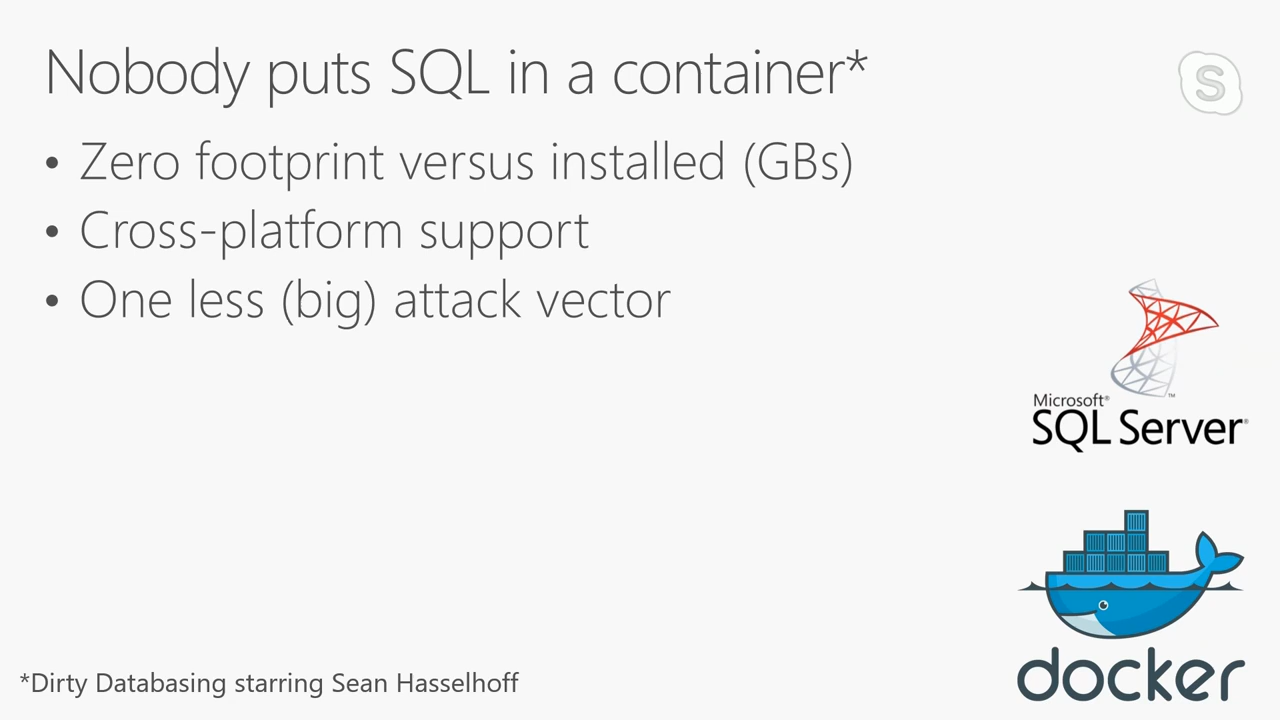 Nobody puts SQL in a container*
S
• Zero footprint versus installed (GBs)
• Cross-platform support
• One less (big) attack vector
Microsoft®
SQL Server®
™
docker
*Dirty Databasing starring Sean Hasselhoff